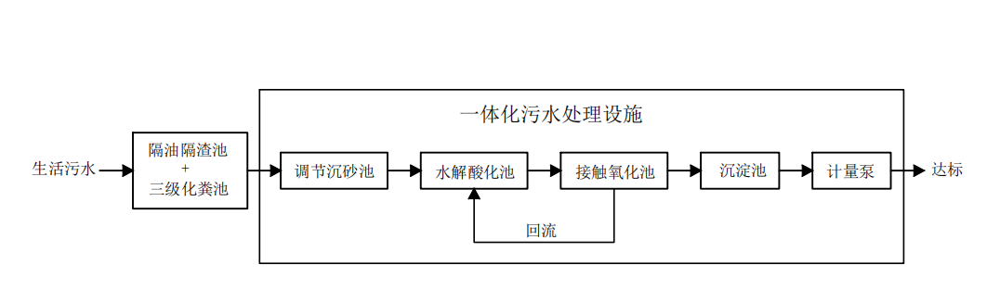 一体化污水处理设施
生活污水
隔油隔渣池
+
三级化粪池
调节沉砂池
水解酸化池
接触氧化池
沉淀池
计量泵
达标
回流